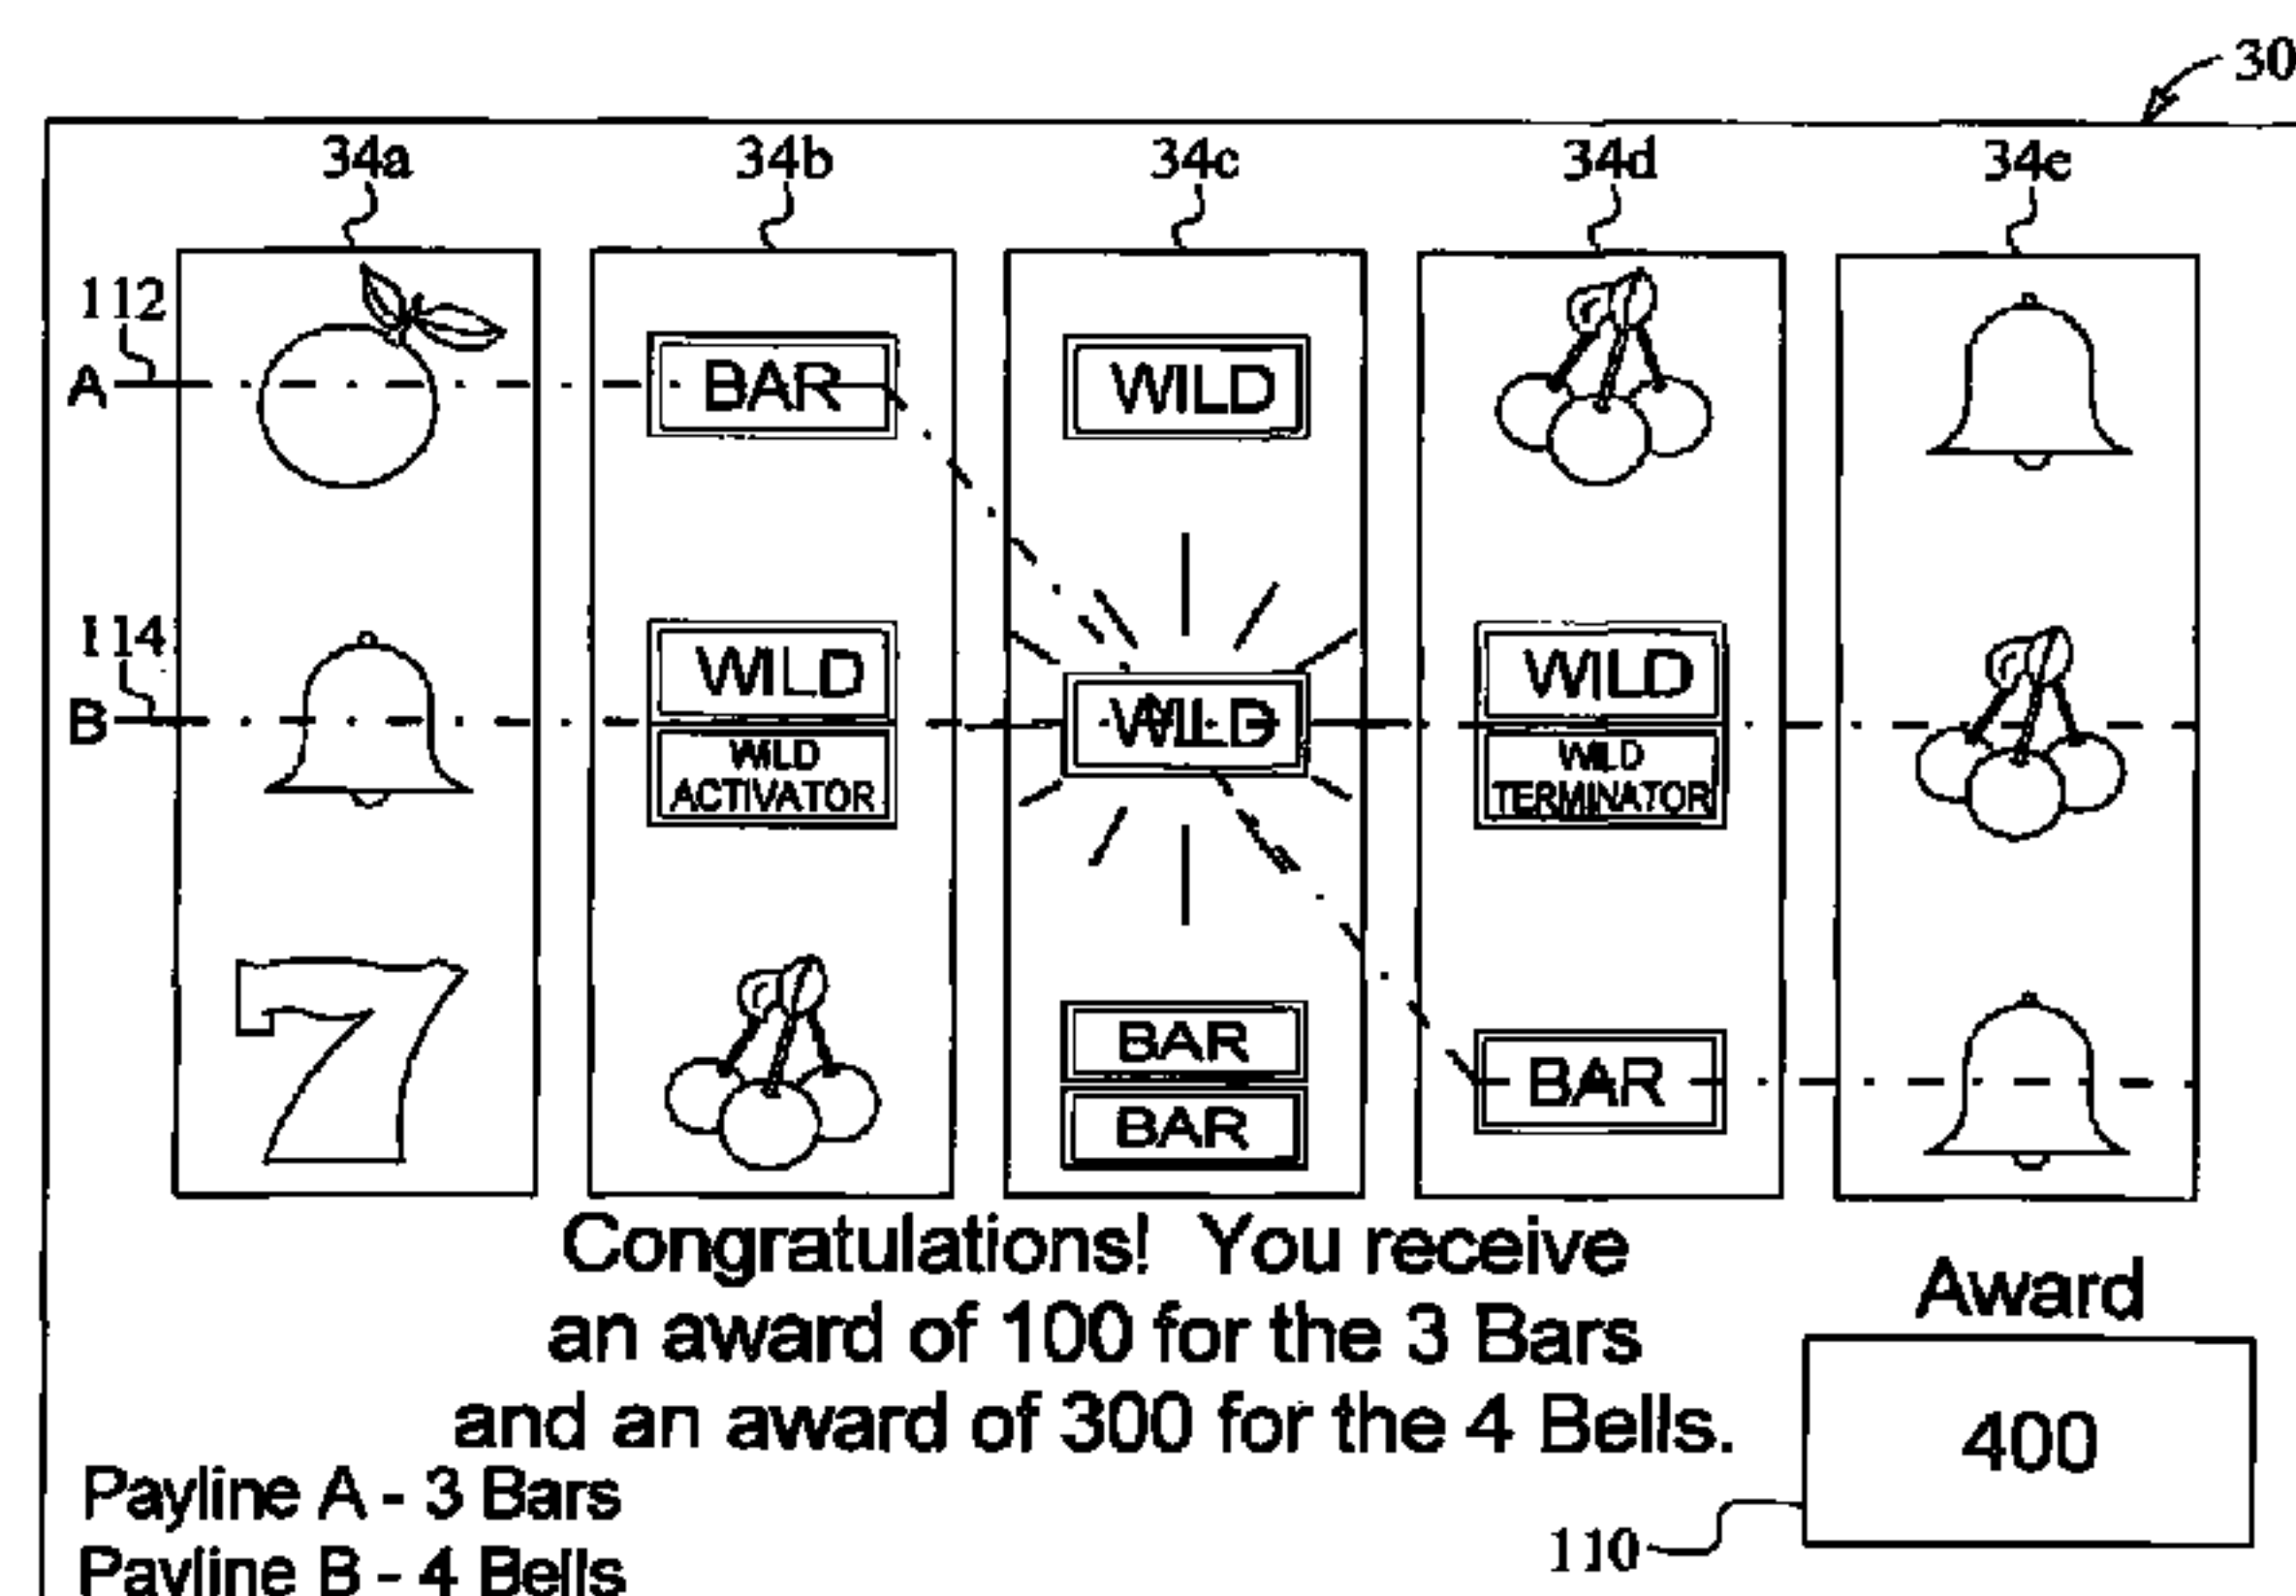 30
34a 34b 34c 34d 34e
112
A BAR WILD
114
B WILD WILD WILD
WILD ACTIVATOR WILD TERMINATOR
7
BAR
BAR
BAR
Congratulations! You receive
an award of 100 for the 3 Bars
and an award of 300 for the 4 Bells.
Award
400
110
Payline A - 3 Bars
Payline B - 4 Bells